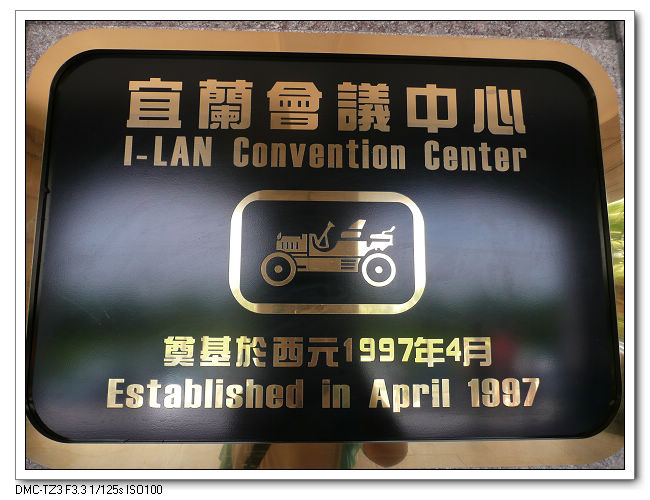 宜蘭會議中心
I-LAN Convention Center
奠基於西元1997年4月
Established in April 1997
DMC-TZ3 F3.3 1/125s ISO100